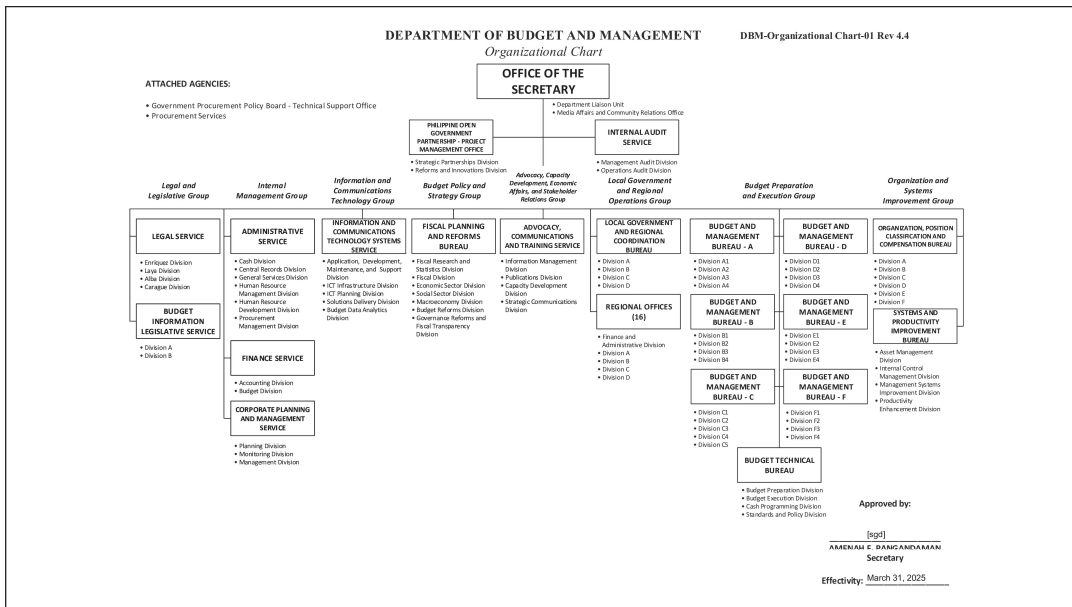 DEPARTMENT OF BUDGET AND MANAGEMENT
DBM-Organizational Chart-01 Rev 4.4
Organizational Chart
OFFICE OF THE
SECRETARY
ATTACHED AGENCIES:
• Government Procurement Policy Board - Technical Support Office
• Procurement Services
• Department Liaison Unit
• Media Affairs and Community Relations Office
PHILIPPINE OPEN
GOVERNMENT
PARTNERSHIP - PROJECT
MANAGEMENT OFFICE
• Strategic Partnerships Division
• Reforms and Innovations Division
INTERNAL AUDIT
SERVICE
• Management Audit Division
• Operations Audit Division
Legal and
Legislative Group
LEGAL SERVICE
• Enriquez Division
• Laya Division
• Alba Division
• Carague Division
BUDGET
INFORMATION
LEGISLATIVE SERVICE
• Division A
• Division B
Internal
Management Group
ADMINISTRATIVE
SERVICE
• Cash Division
• Central Records Division
• General Services Division
• Human Resource
Management Division
• Human Resource
Development Division
• Procurement
Management Division
FINANCE SERVICE
• Accounting Division
• Budget Division
CORPORATE PLANNING
AND MANAGEMENT
SERVICE
• Planning Division
• Monitoring Division
• Management Division
Information and
Communications
Technology Group
INFORMATION AND
COMMUNICATIONS
TECHNOLOGY SYSTEMS
SERVICE
• Application, Development,
Maintenance, and Support
Division
• ICT Infrastructure Division
• ICT Planning Division
• Solutions Delivery Division
• Budget Data Analytics
Division
Budget Policy and
Strategy Group
FISCAL PLANNING
AND REFORMS
BUREAU
• Fiscal Research and
Statistics Division
• Fiscal Division
• Economic Sector Division
• Social Sector Division
• Macroeconomy Division
• Budget Reforms Division
• Governance Reforms and
Fiscal Transparency
Division
Advocacy, Capacity
Development, Economic
Affairs, and Stakeholder
Relations Group
ADVOCACY,
COMMUNICATIONS
AND TRAINING SERVICE
• Information Management
Division
• Publications Division
• Capacity Development
Division
• Strategic Communications
Division
Local Government
and Regional
Operations Group
LOCAL GOVERNMENT
AND REGIONAL
COORDINATION
BUREAU
• Division A
• Division B
• Division C
• Division D
REGIONAL OFFICES
(16)
• Finance and
Administrative Division
• Division A
• Division B
• Division C
• Division D
Budget Preparation
and Execution Group
BUDGET AND
MANAGEMENT
BUREAU - A
• Division A1
• Division A2
• Division A3
• Division A4
BUDGET AND
MANAGEMENT
BUREAU - B
• Division B1
• Division B2
• Division B3
• Division B4
BUDGET AND
MANAGEMENT
BUREAU - C
• Division C1
• Division C2
• Division C3
• Division C4
• Division C5
BUDGET AND
MANAGEMENT
BUREAU - D
• Division D1
• Division D2
• Division D3
• Division D4
BUDGET AND
MANAGEMENT
BUREAU - E
• Division E1
• Division E2
• Division E3
• Division E4
BUDGET AND
MANAGEMENT
BUREAU - F
• Division F1
• Division F2
• Division F3
• Division F4
BUDGET TECHNICAL
BUREAU
• Budget Preparation Division
• Budget Execution Division
• Cash Programming Division
• Standards and Policy Division
Organization and
Systems
Improvement Group
ORGANIZATION, POSITION
CLASSIFICATION AND
COMPENSATION BUREAU
• Division A
• Division B
• Division C
• Division D
• Division E
• Division F
SYSTEMS AND
PRODUCTIVITY
IMPROVEMENT
BUREAU
• Asset Management
Division
• Internal Control
Management Division
• Management Systems
Improvement Division
• Productivity
Enhancement Division
Approved by:
[sgd]
AMENAH F. PANGANDAMAN
Secretary
Effectivity: March 31, 2025